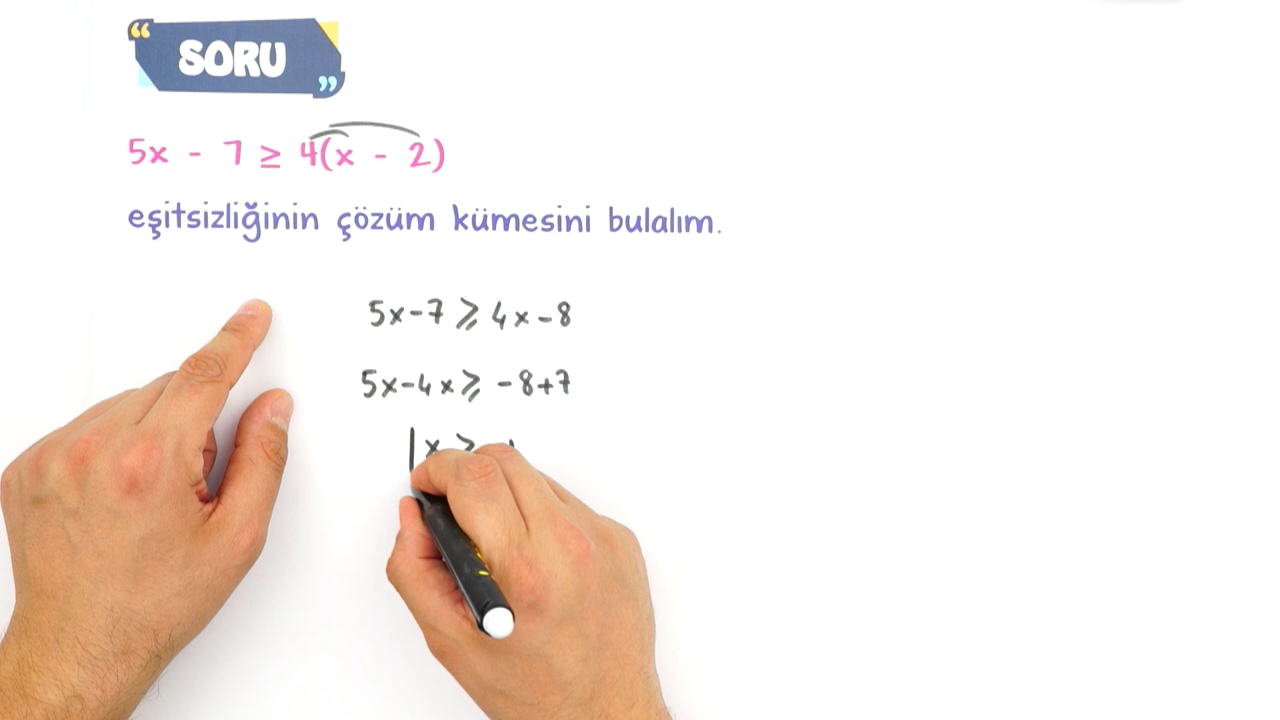 SORU
5x - 7 ≥ 4(x - 2)
eşitsizliğinin çözüm kümesini bulalım.
5x-7 ≥ 4x-8
5x-4x ≥ -8+7
x ≥